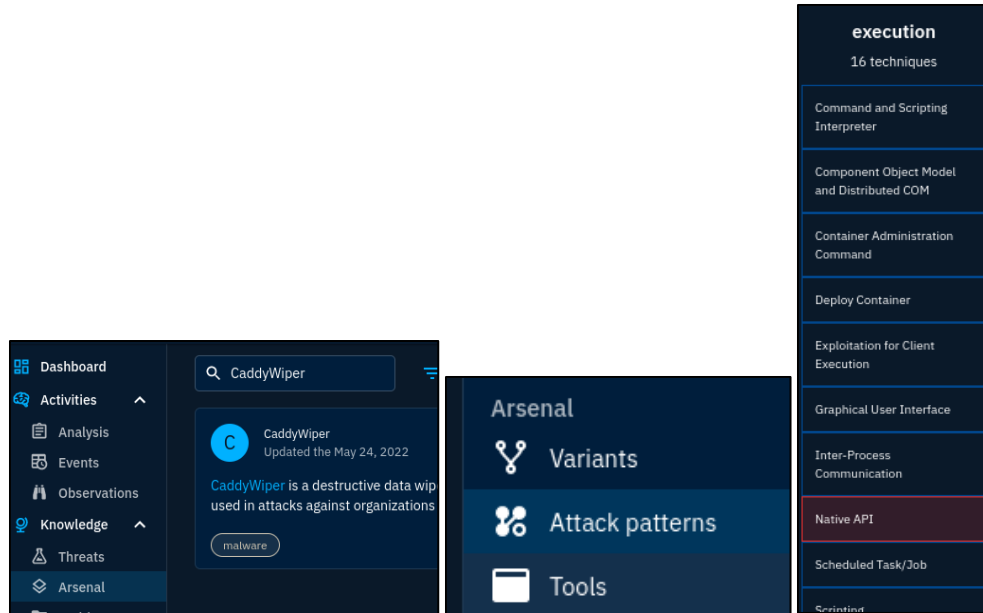 Dashboard
Activities
Analysis
Events
Observations
Knowledge
Threats
Arsenal
CaddyWiper
C
CaddyWiper
Updated the May 24, 2022
CaddyWiper is a destructive data wip
used in attacks against organizations
malware
Arsenal
Variants
Attack patterns
Tools
execution
16 techniques
Command and Scripting
Interpreter
Component Object Model
and Distributed COM
Container Administration
Command
Deploy Container
Exploitation for Client
Execution
Graphical User Interface
Inter-Process
Communication
Native API
Scheduled Task/Job
Scripting